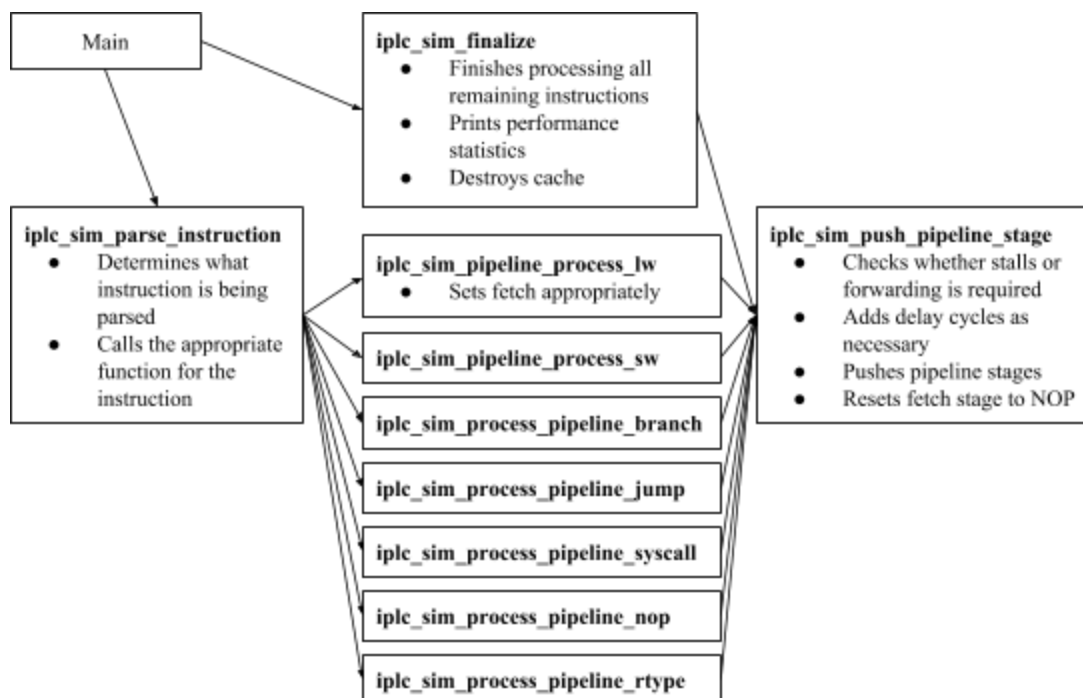 Main
iplc_sim_finalize
● Finishes processing all
remaining instructions
● Prints performance
statistics
● Destroys cache
iplc_sim_parse_instruction
● Determines what
instruction is being
parsed
● Calls the appropriate
function for the
instruction
iplc_sim_pipeline_process_lw
● Sets fetch appropriately
iplc_sim_pipeline_process_sw
iplc_sim_process_pipeline_branch
iplc_sim_process_pipeline_jump
iplc_sim_process_pipeline_syscall
iplc_sim_process_pipeline_nop
iplc_sim_process_pipeline_rtype
iplc_sim_push_pipeline_stage
● Checks whether stalls or
forwarding is required
● Adds delay cycles as
necessary
● Pushes pipeline stages
● Resets fetch stage to NOP